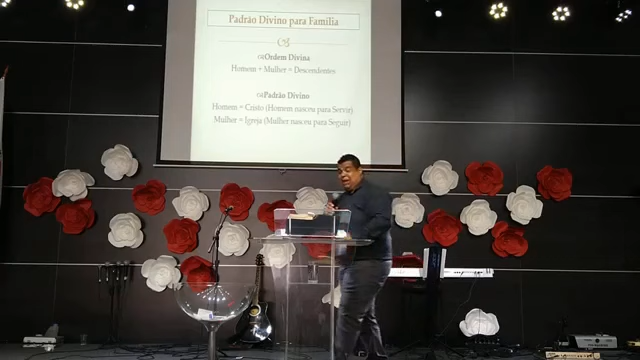 Padrão Divino para Família
Ordem Divina
Homem + Mulher = Descendentes
Padrão Divino
Homem = Cristo (Homem nasceu para Servir)
Mulher = Igreja (Mulher nasceu para Seguir)